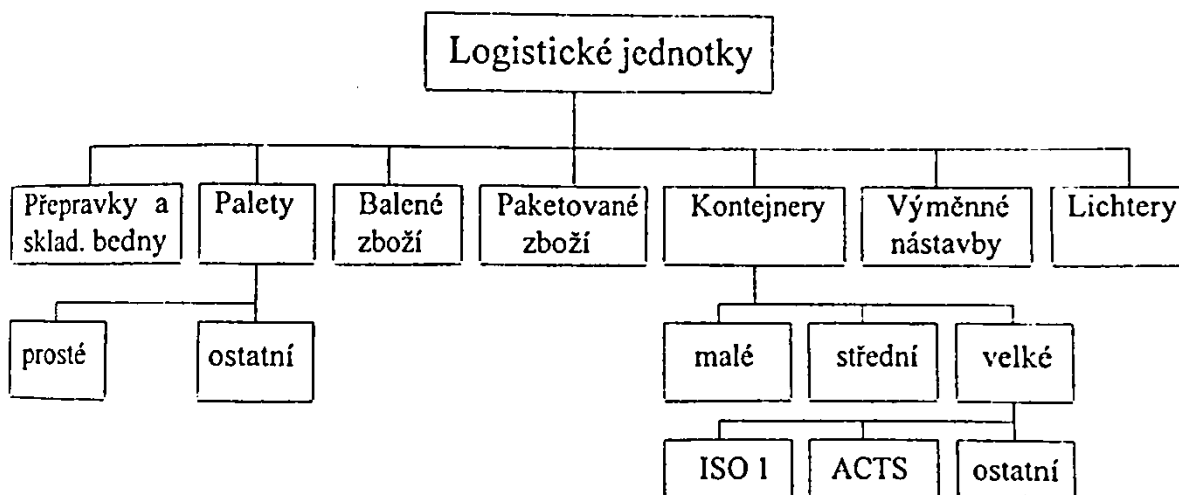 Logistické jednotky
Přepravky a
sklad. bedny
Palety
Balené
zboží
Paketované
zboží
Kontejnery
Výměnné
nástavby
Lichtery
prosté
ostatní
malé
střední
velké
ISO 1
ACTS
ostatní